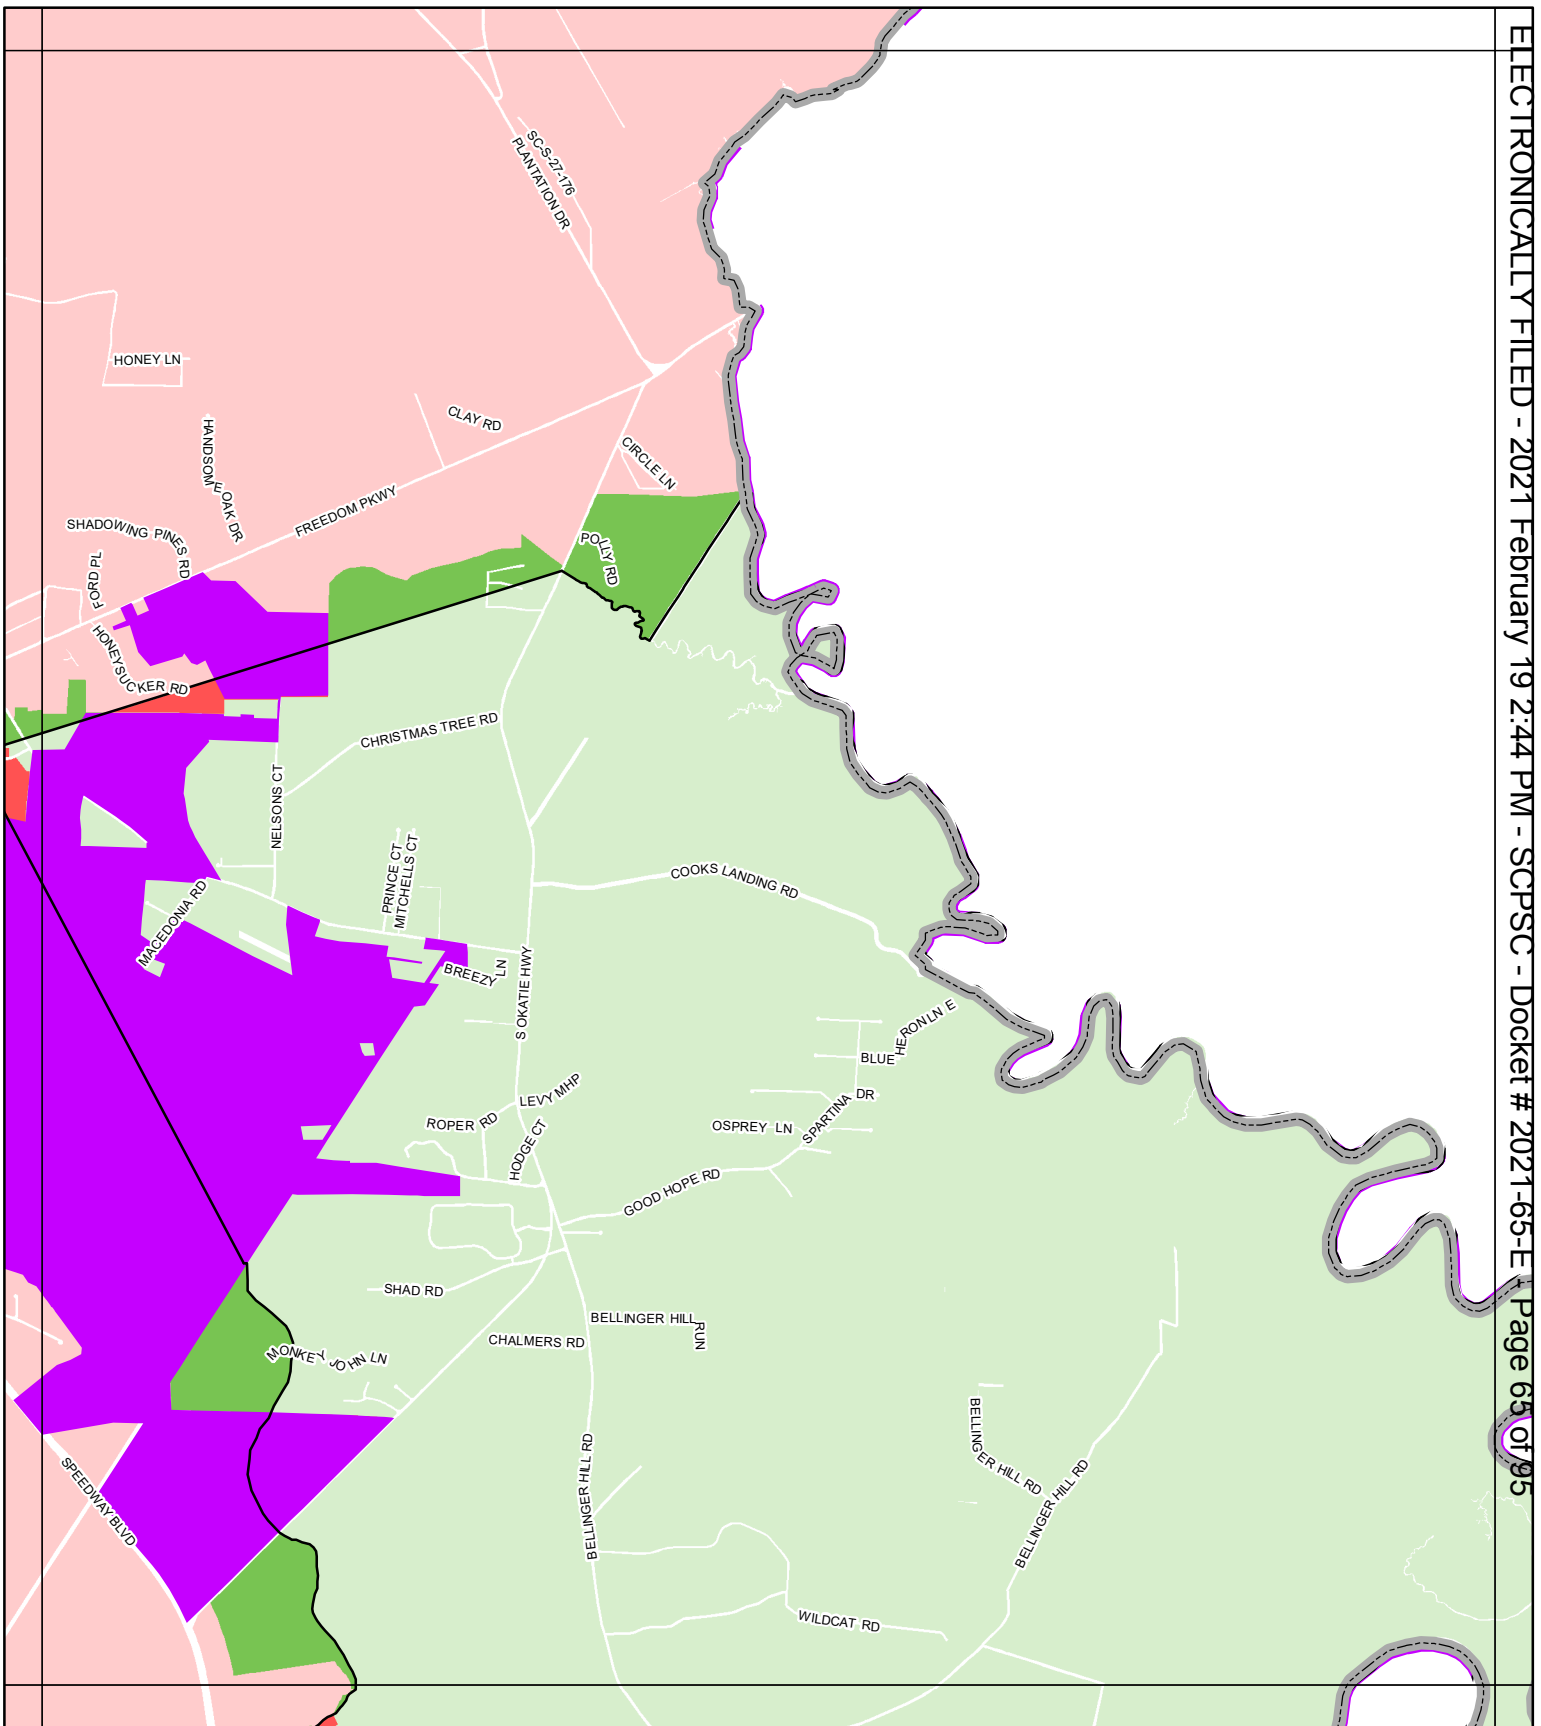 ELECTRONICALLY FILED - 2021 February 19 2:44 PM - SCPSC - Docket # 2021-65-E - Page 65 of 95
SC-S-27-176
PLANTATION DR
HONEY LN
CLAY RD
HANDSOME OAK DR
CIRCLE LN
FREEDOM PKWY
SHADOWING PINES RD
FORD PL
POLLY RD
HONEYSUCKER RD
CHRISTMAS TREE RD
NELSONS CT
PRINCE CT
MITCHELLS CT
COOKS LANDING RD
MACEDONIA RD
BREEZY LN
S OKATIE HWY
BLUE HERON LN E
LEVY MHP
ROPER RD
HODGE CT
OSPREY LN
SPARTINA DR
GOOD HOPE RD
SHAD RD
BELLINGER HILL RUN
CHALMERS RD
MONKEY JOHN LN
BELLINGER HILL RD
BELLINGER HILL RD
BELLINGER HILL RD
SPEEDWAY BLVD
WILDCAT RD